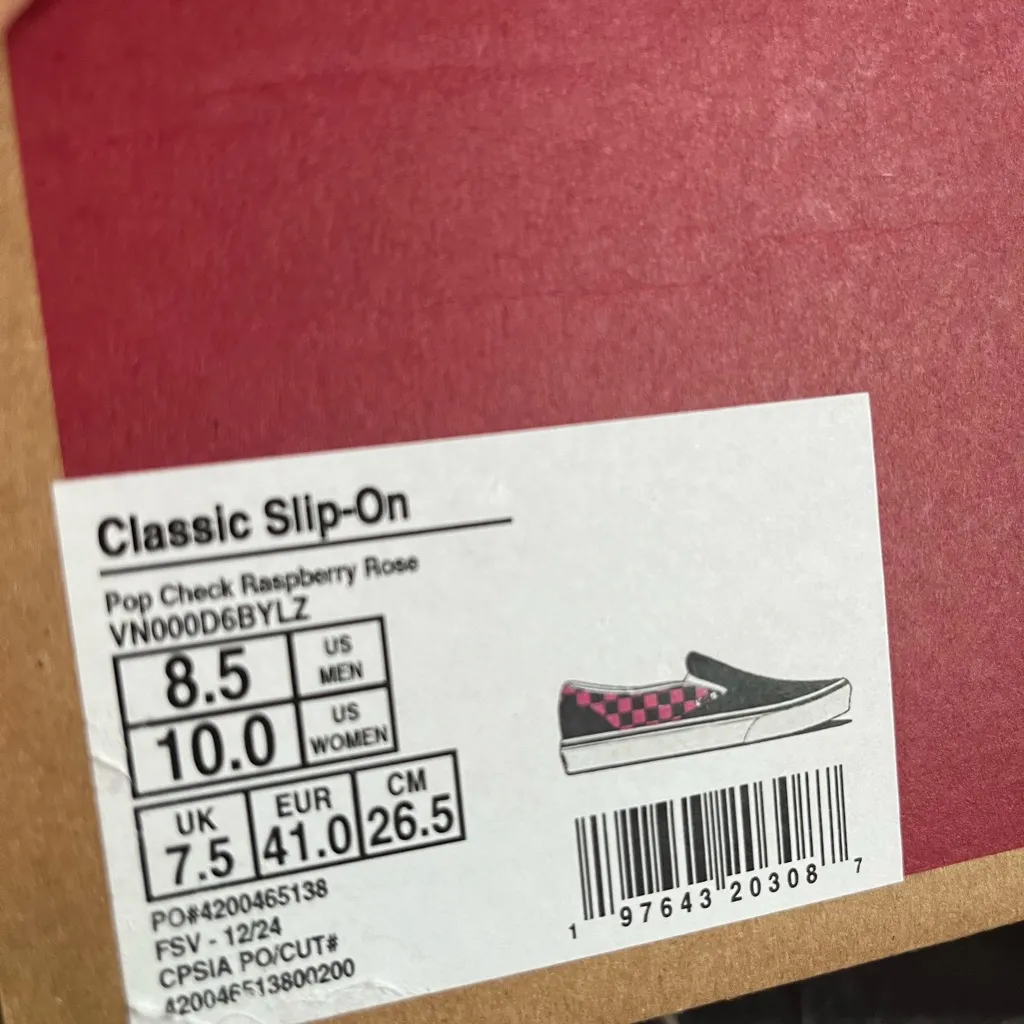 Classic Slip-On
Pop Check Raspberry Rose
VN000D6BYLZ
8.5 US MEN
10.0 US WOMEN
UK EUR CM
7.5 41.0 26.5
PO#4200465138
FSV - 12/24
CPSIA PO/CUT#
420046513800200
1 97643 20308 7